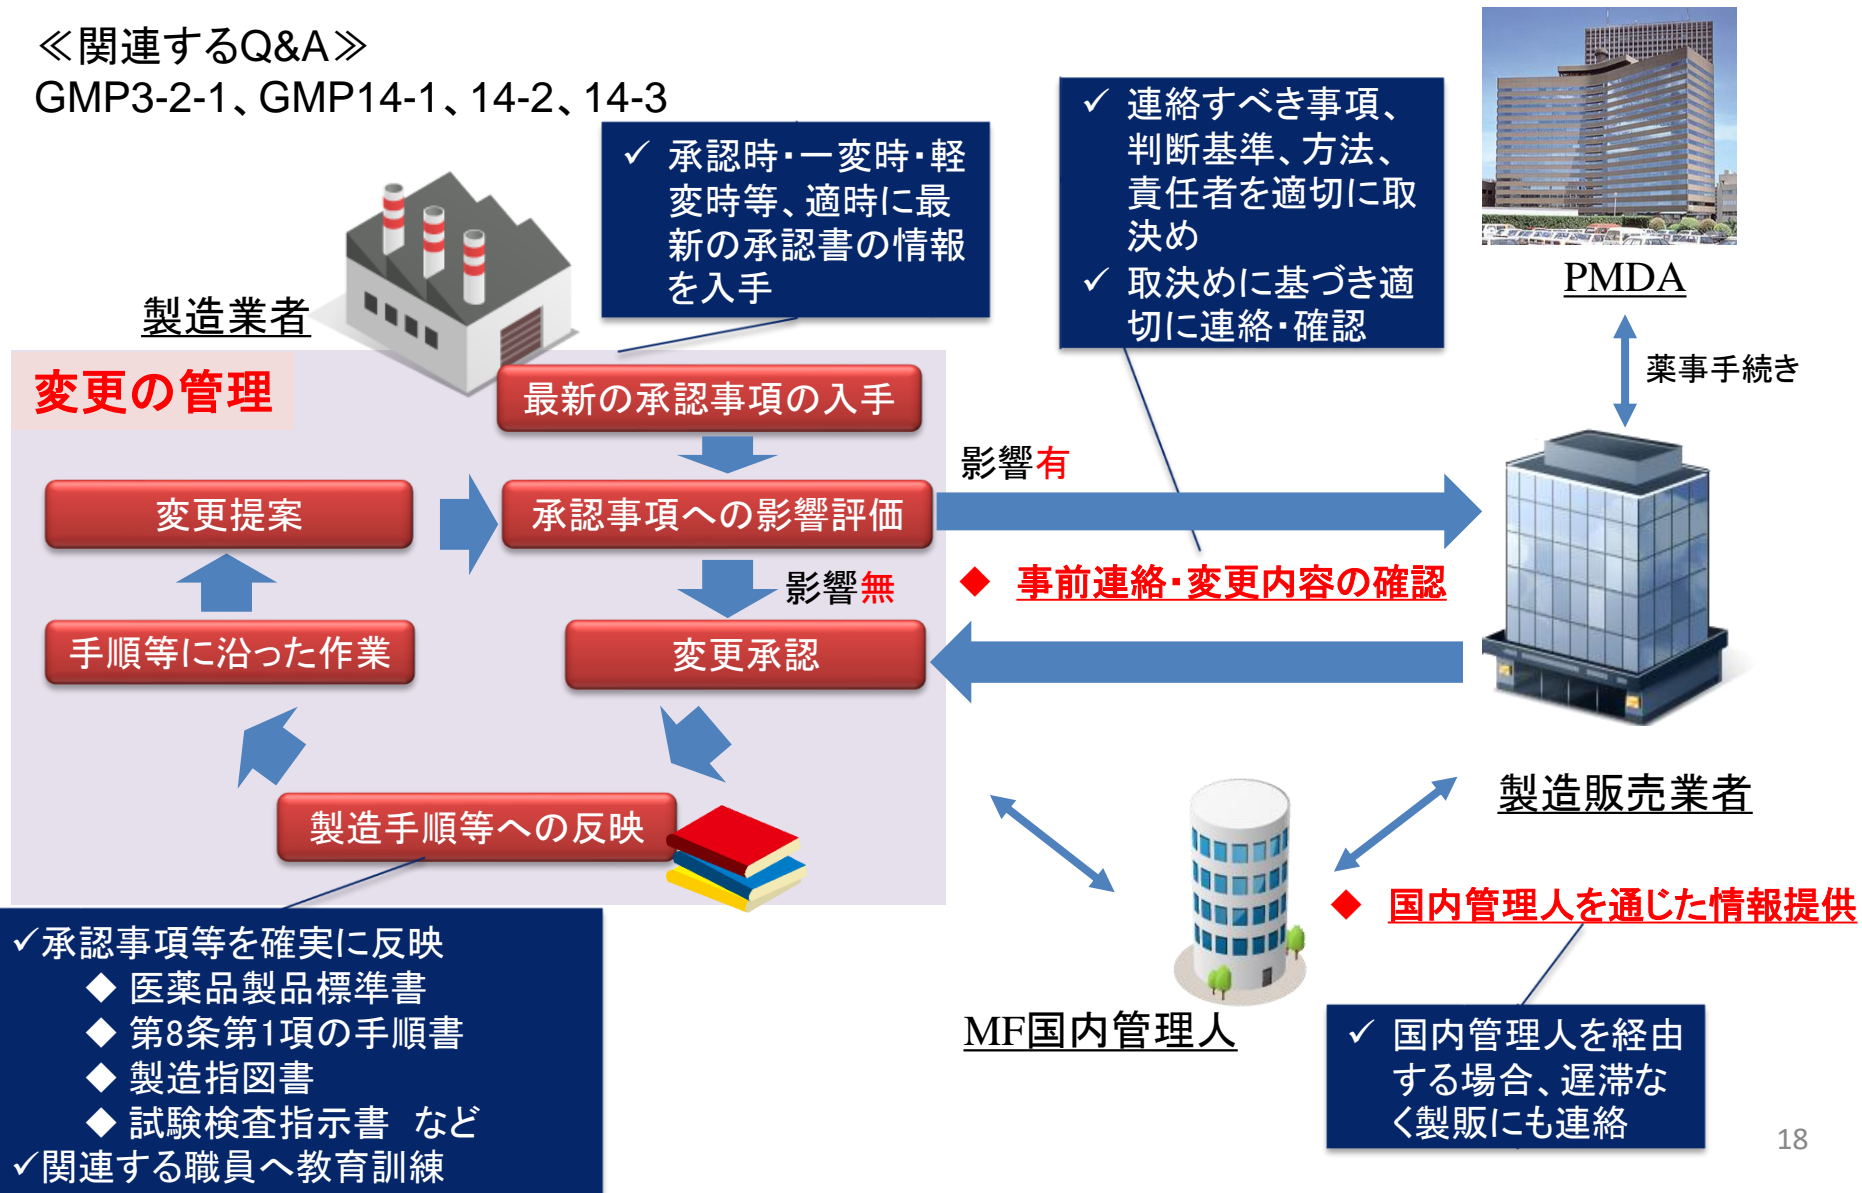 ≪関連するQ&A≫
GMP3-2-1、GMP14-1、14-2、14-3
✓ 承認時・一変時・軽
変時等、適時に最
新の承認書の情報
を入手
✓ 連絡すべき事項、
判断基準、方法、
責任者を適切に取
決め
✓ 取決めに基づき適
切に連絡・確認
PMDA
薬事手続き
製造業者
変更の管理
最新の承認事項の入手
変更提案
承認事項への影響評価
影響有
影響無
◆ 事前連絡・変更内容の確認
手順等に沿った作業
変更承認
製造手順等への反映
製造販売業者
◆ 国内管理人を通じた情報提供
MF国内管理人
✓承認事項等を確実に反映
◆ 医薬品製品標準書
◆ 第8条第1項の手順書
◆ 製造指図書
◆ 試験検査指示書 など
✓関連する職員へ教育訓練
✓ 国内管理人を経由
する場合、遅滞な
く製販にも連絡
18